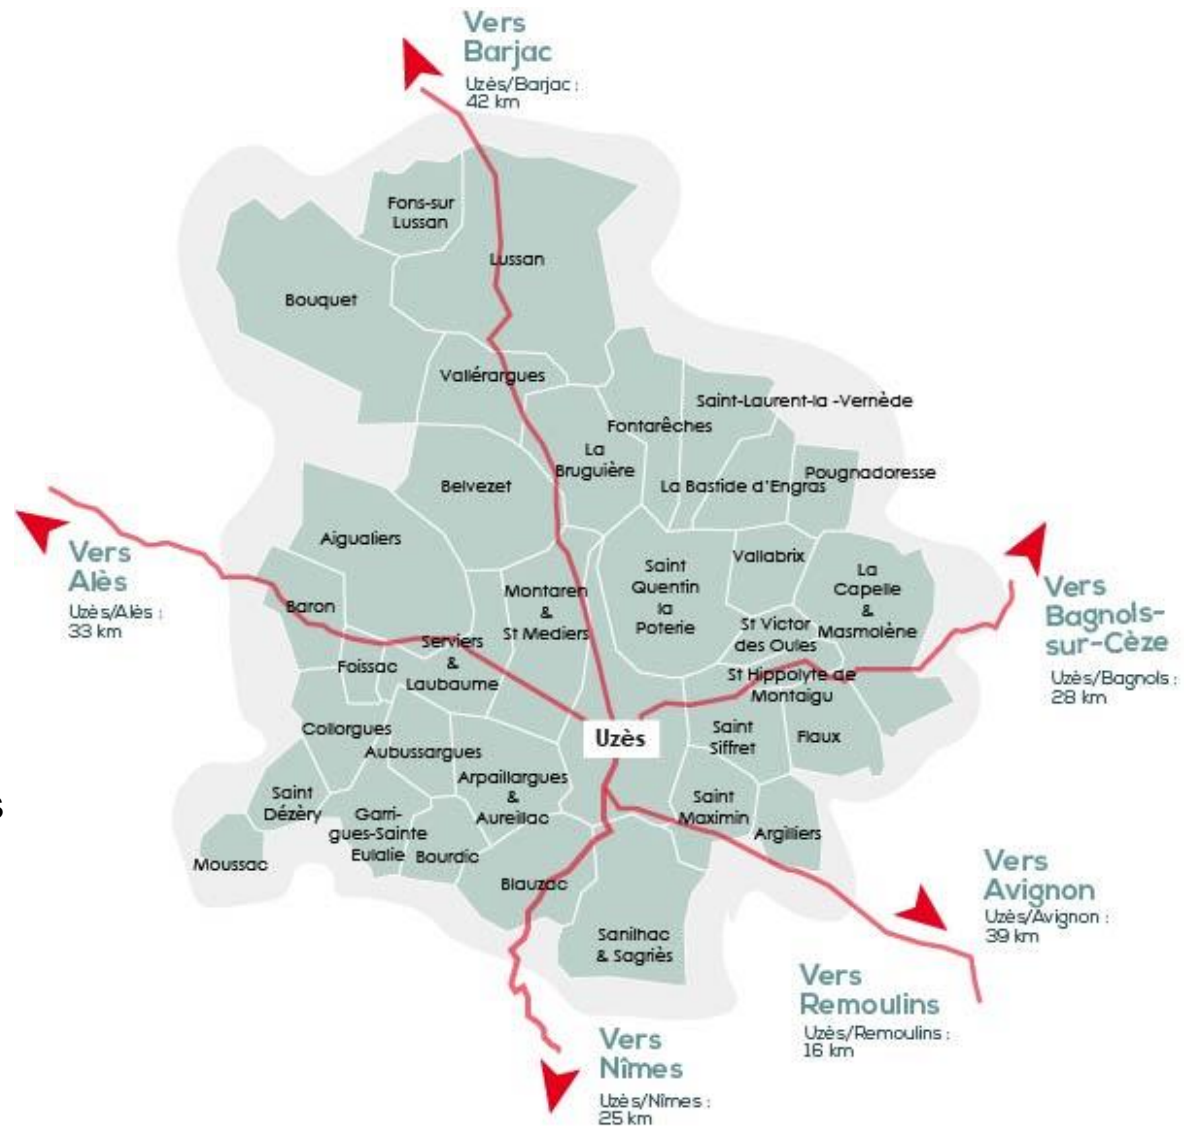 Vers
Barjac
Uzès/Barjac :
42 km
Fons-sur
Lussan
Lussan
Bouquet
Vallérargues
Saint-Laurent-la -Vernède
Fontarêches
La
Bruguière
Pougnadoresse
La Bastide d'Engras
Belvezet
Aigualiers
Vers
Alès
Uzès/Alès :
33 km
Baron
Montaren
&
St Mediers
Saint
Quentin
la
Poterie
Vallabrix
La
Capelle
&
Masmolène
St Victor
des Oules
Vers
Bagnols-
sur-Cèze
Uzès/Bagnols :
28 km
Serviers
&
Laubaume
Foissac
St Hippolyte de
Montaigu
Collorgues
Aubussargues
Uzès
Saint
Siffret
Flaux
Arpaillargues
&
Aureillac
Saint
Dézèry
Garri-
gues-Sainte
Eulalie
Bourdic
Moussac
Saint
Maximin
Argilliers
Blauzac
Sanilhac
& Sagriès
Vers
Avignon
Uzès/Avignon :
39 km
Vers
Remoulins
Uzès/Remoulins :
16 km
Vers
Nîmes
Uzès/Nîmes :
25 km
s